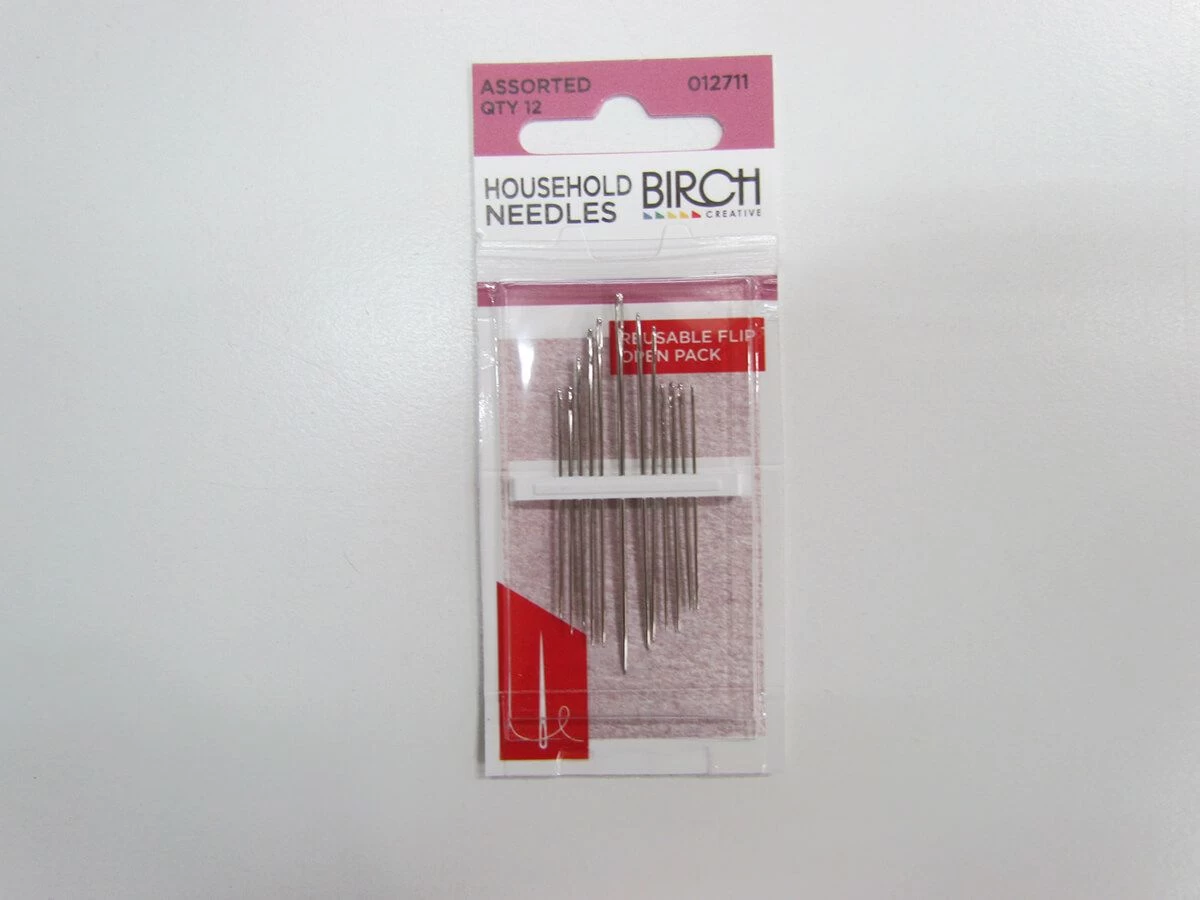 ASSORTED 012711
QTY 12
HOUSEHOLD
NEEDLES
BIRCH
CREATIVE
REUSABLE FLIP
OPEN PACK